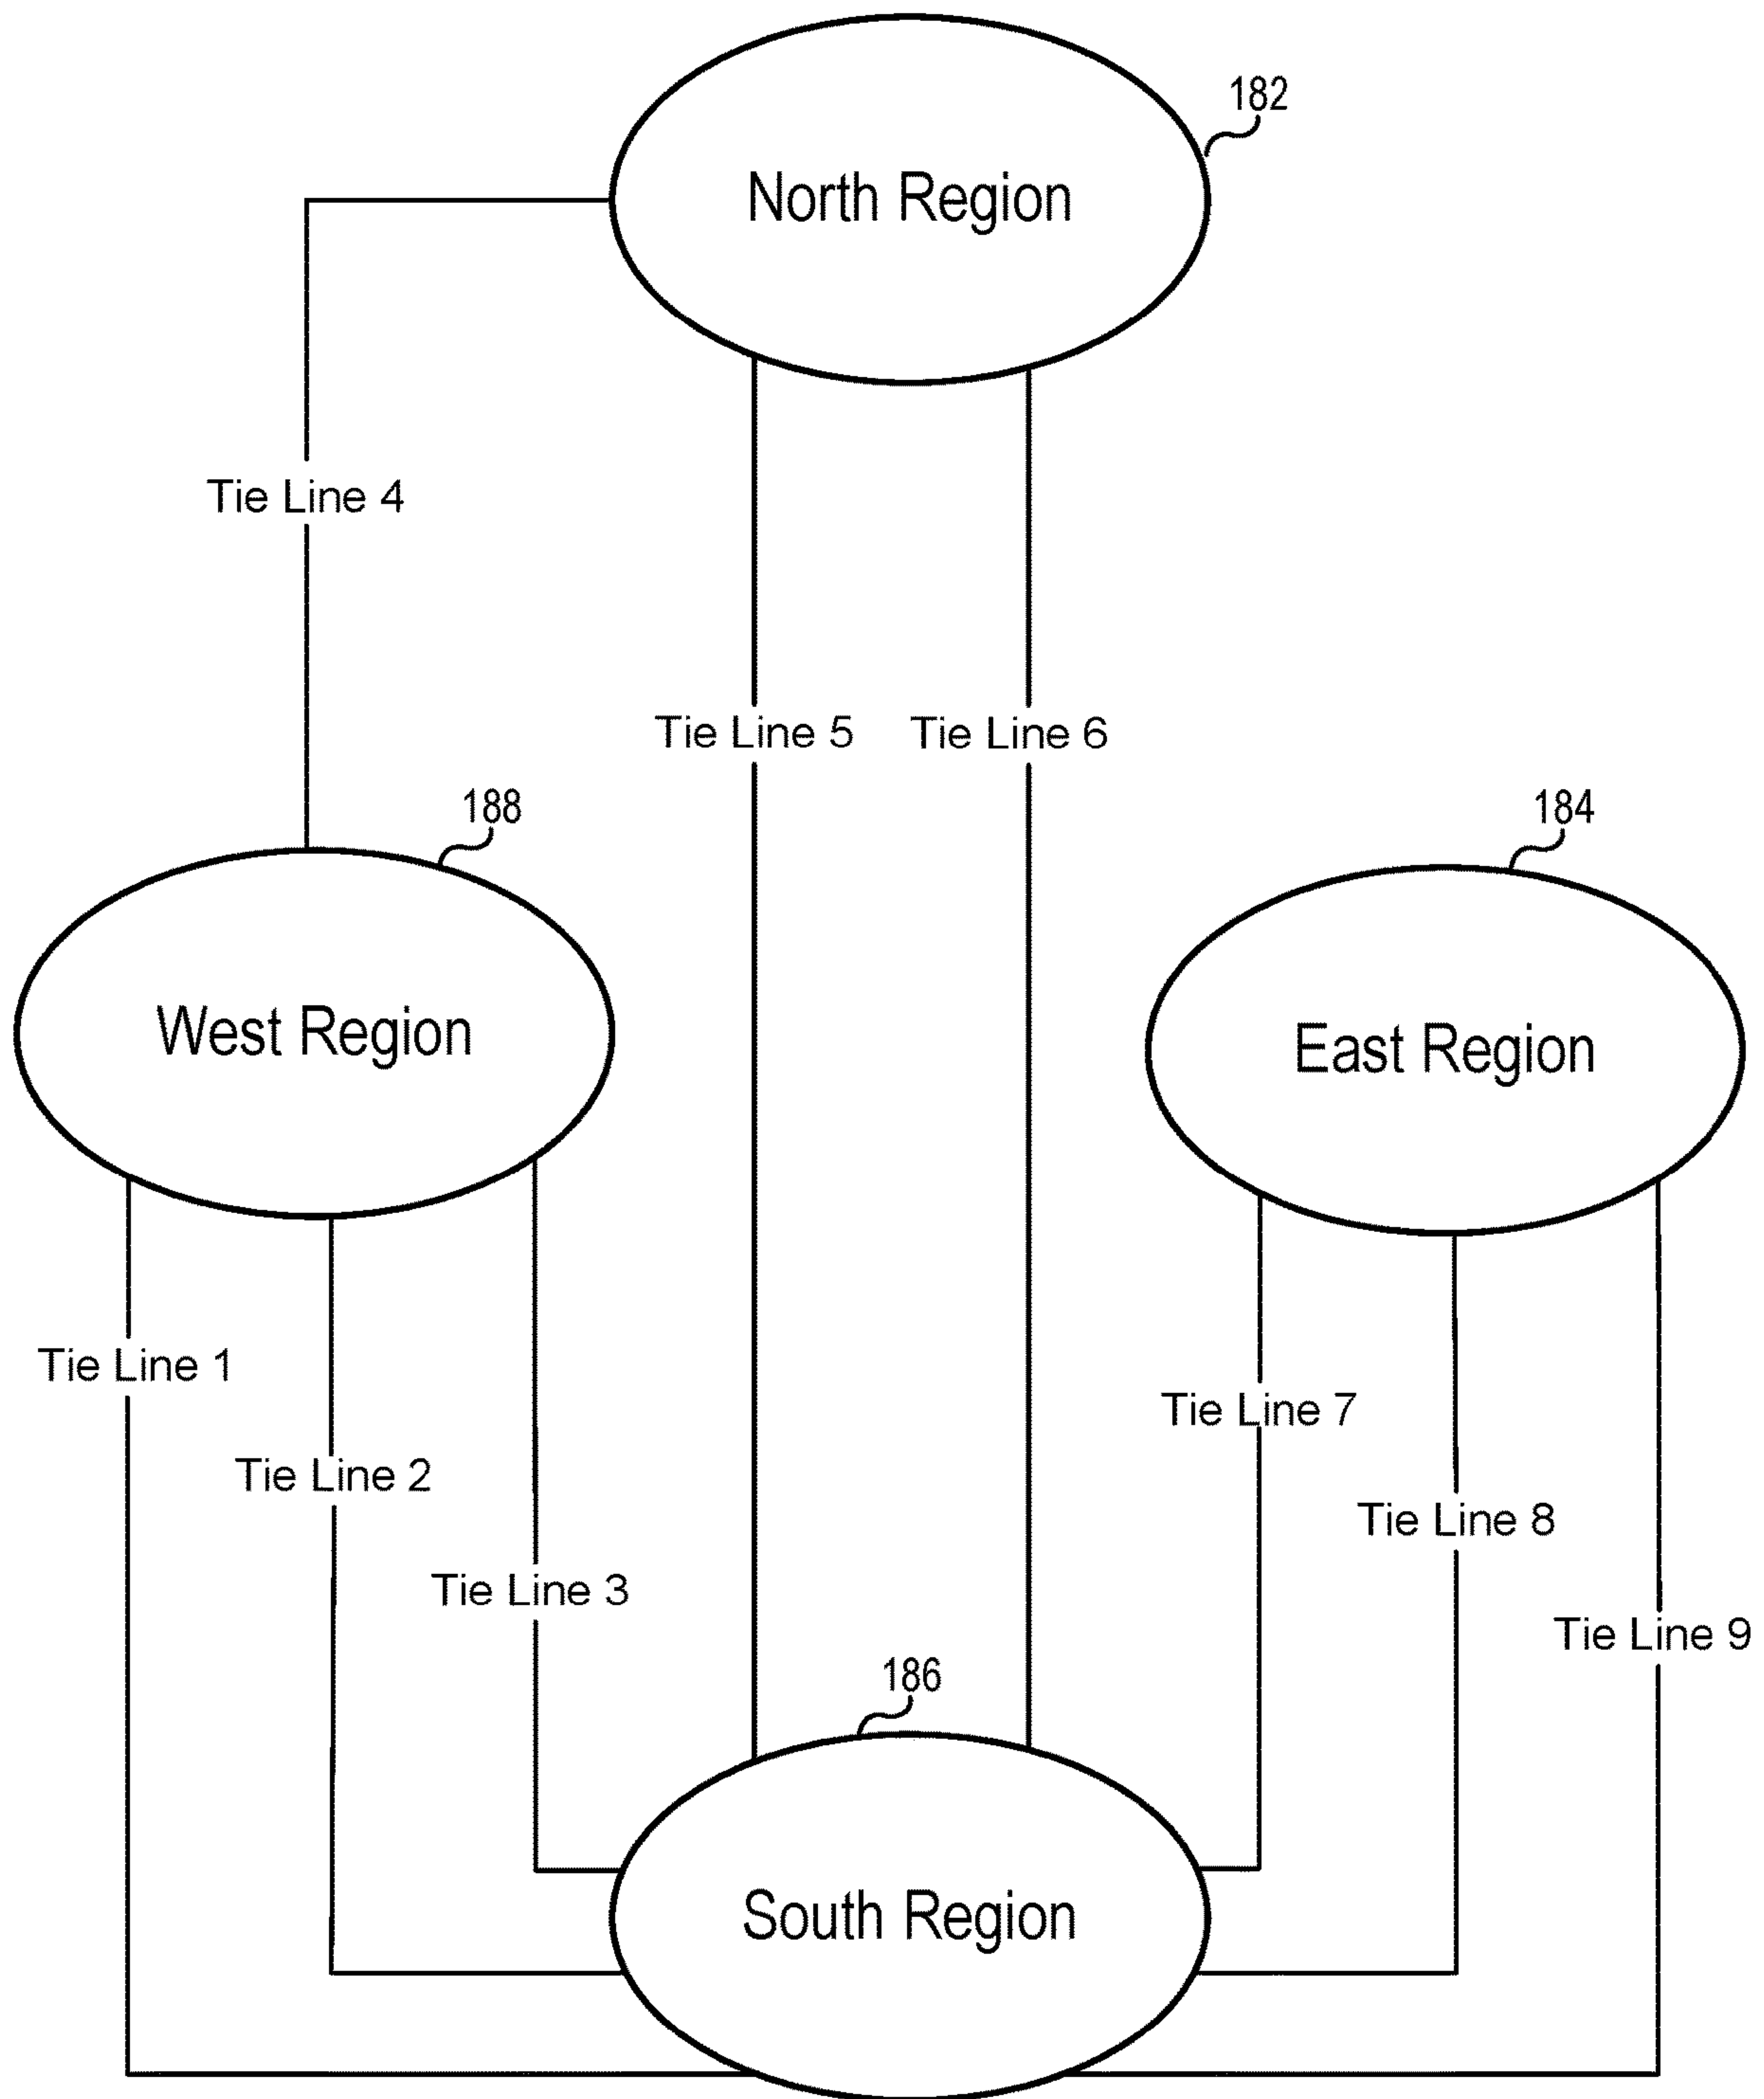 182
North Region
Tie Line 4
Tie Line 5
Tie Line 6
188
184
West Region
East Region
Tie Line 1
Tie Line 7
Tie Line 2
Tie Line 8
Tie Line 3
Tie Line 9
186
South Region